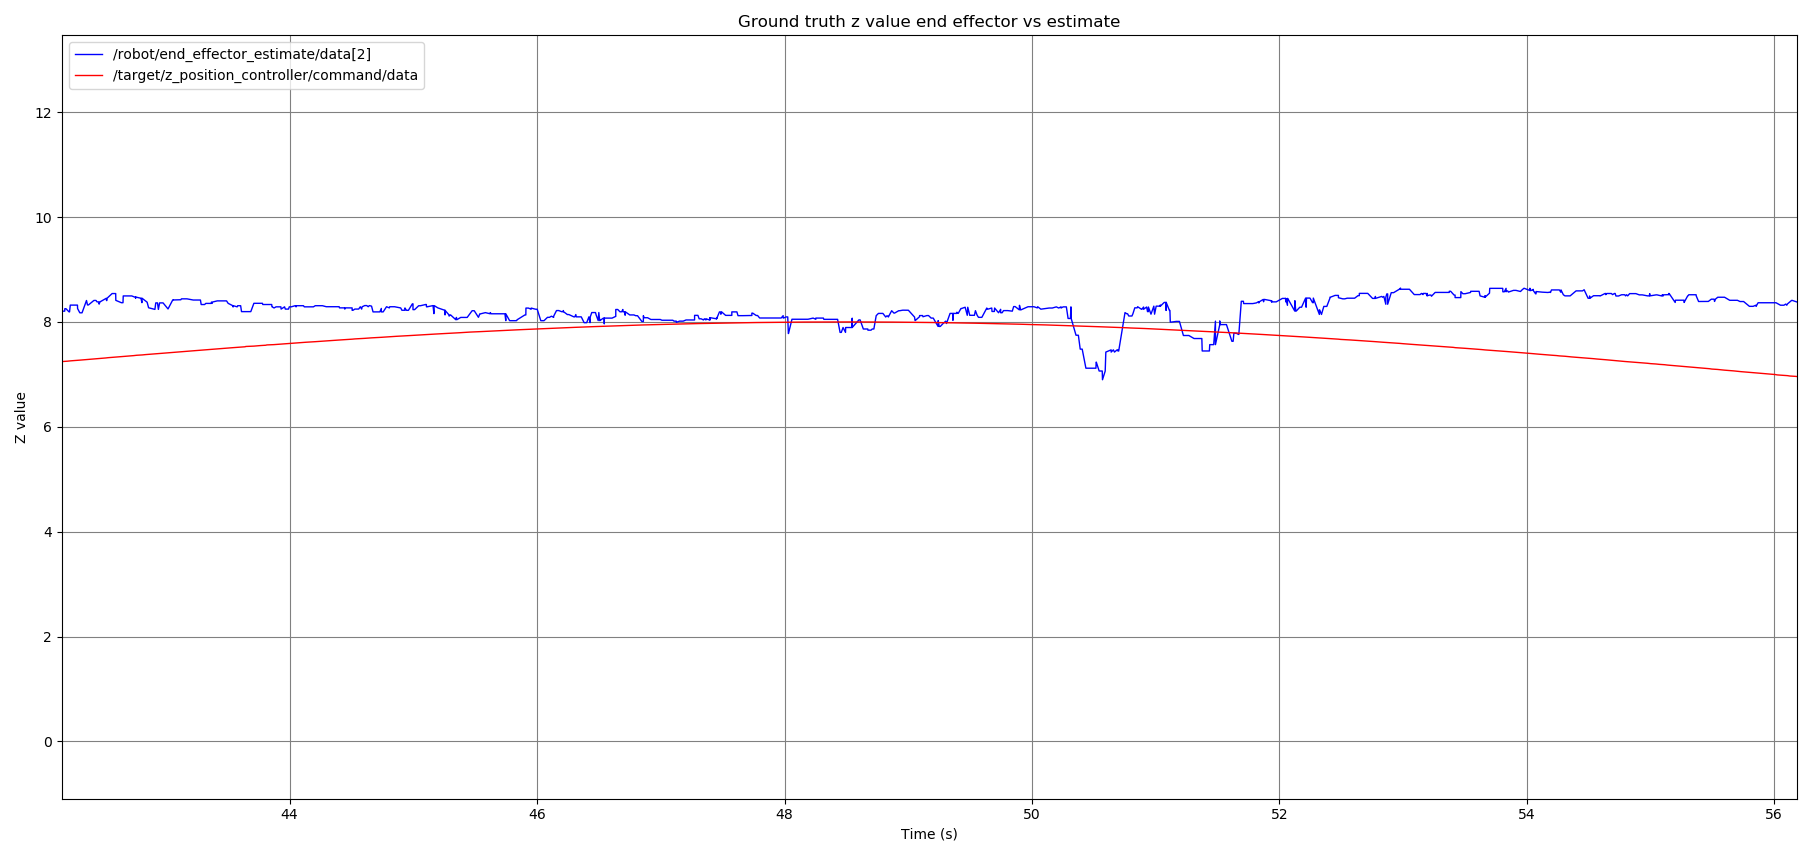 Ground truth z value end effector vs estimate
/robot/end_effector_estimate/data[2]
/target/z_position_controller/command/data
12
10
8
6
4
2
0
Z value
44 46 48 50 52 54 56
Time (s)